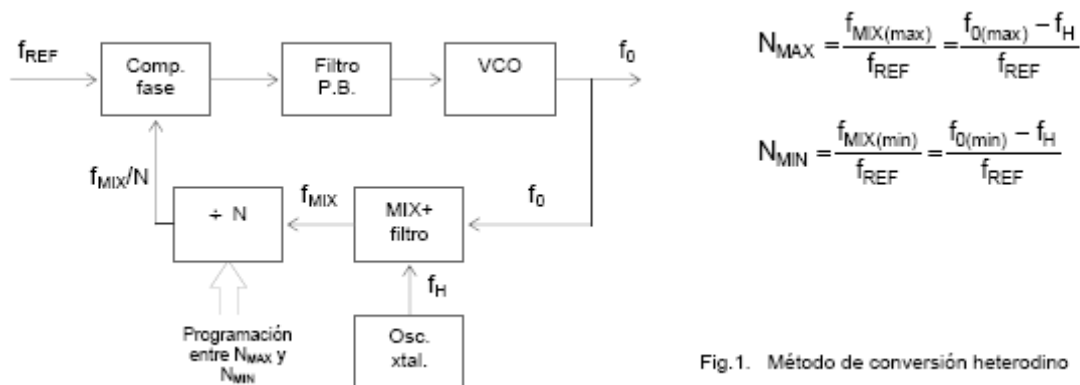 f_REF
Comp.
fase
Filtro
P.B.
VCO
f_0
f_MIX/N
÷ N
f_MIX
MIX+
filtro
f_0
f_H
Programación
entre N_MAX y
N_MIN
Osc.
xtal.
N_MAX = f_MIX(max) / f_REF = f_0(max) − f_H / f_REF
N_MIN = f_MIX(min) / f_REF = f_0(min) − f_H / f_REF
Fig.1. Método de conversión heterodino